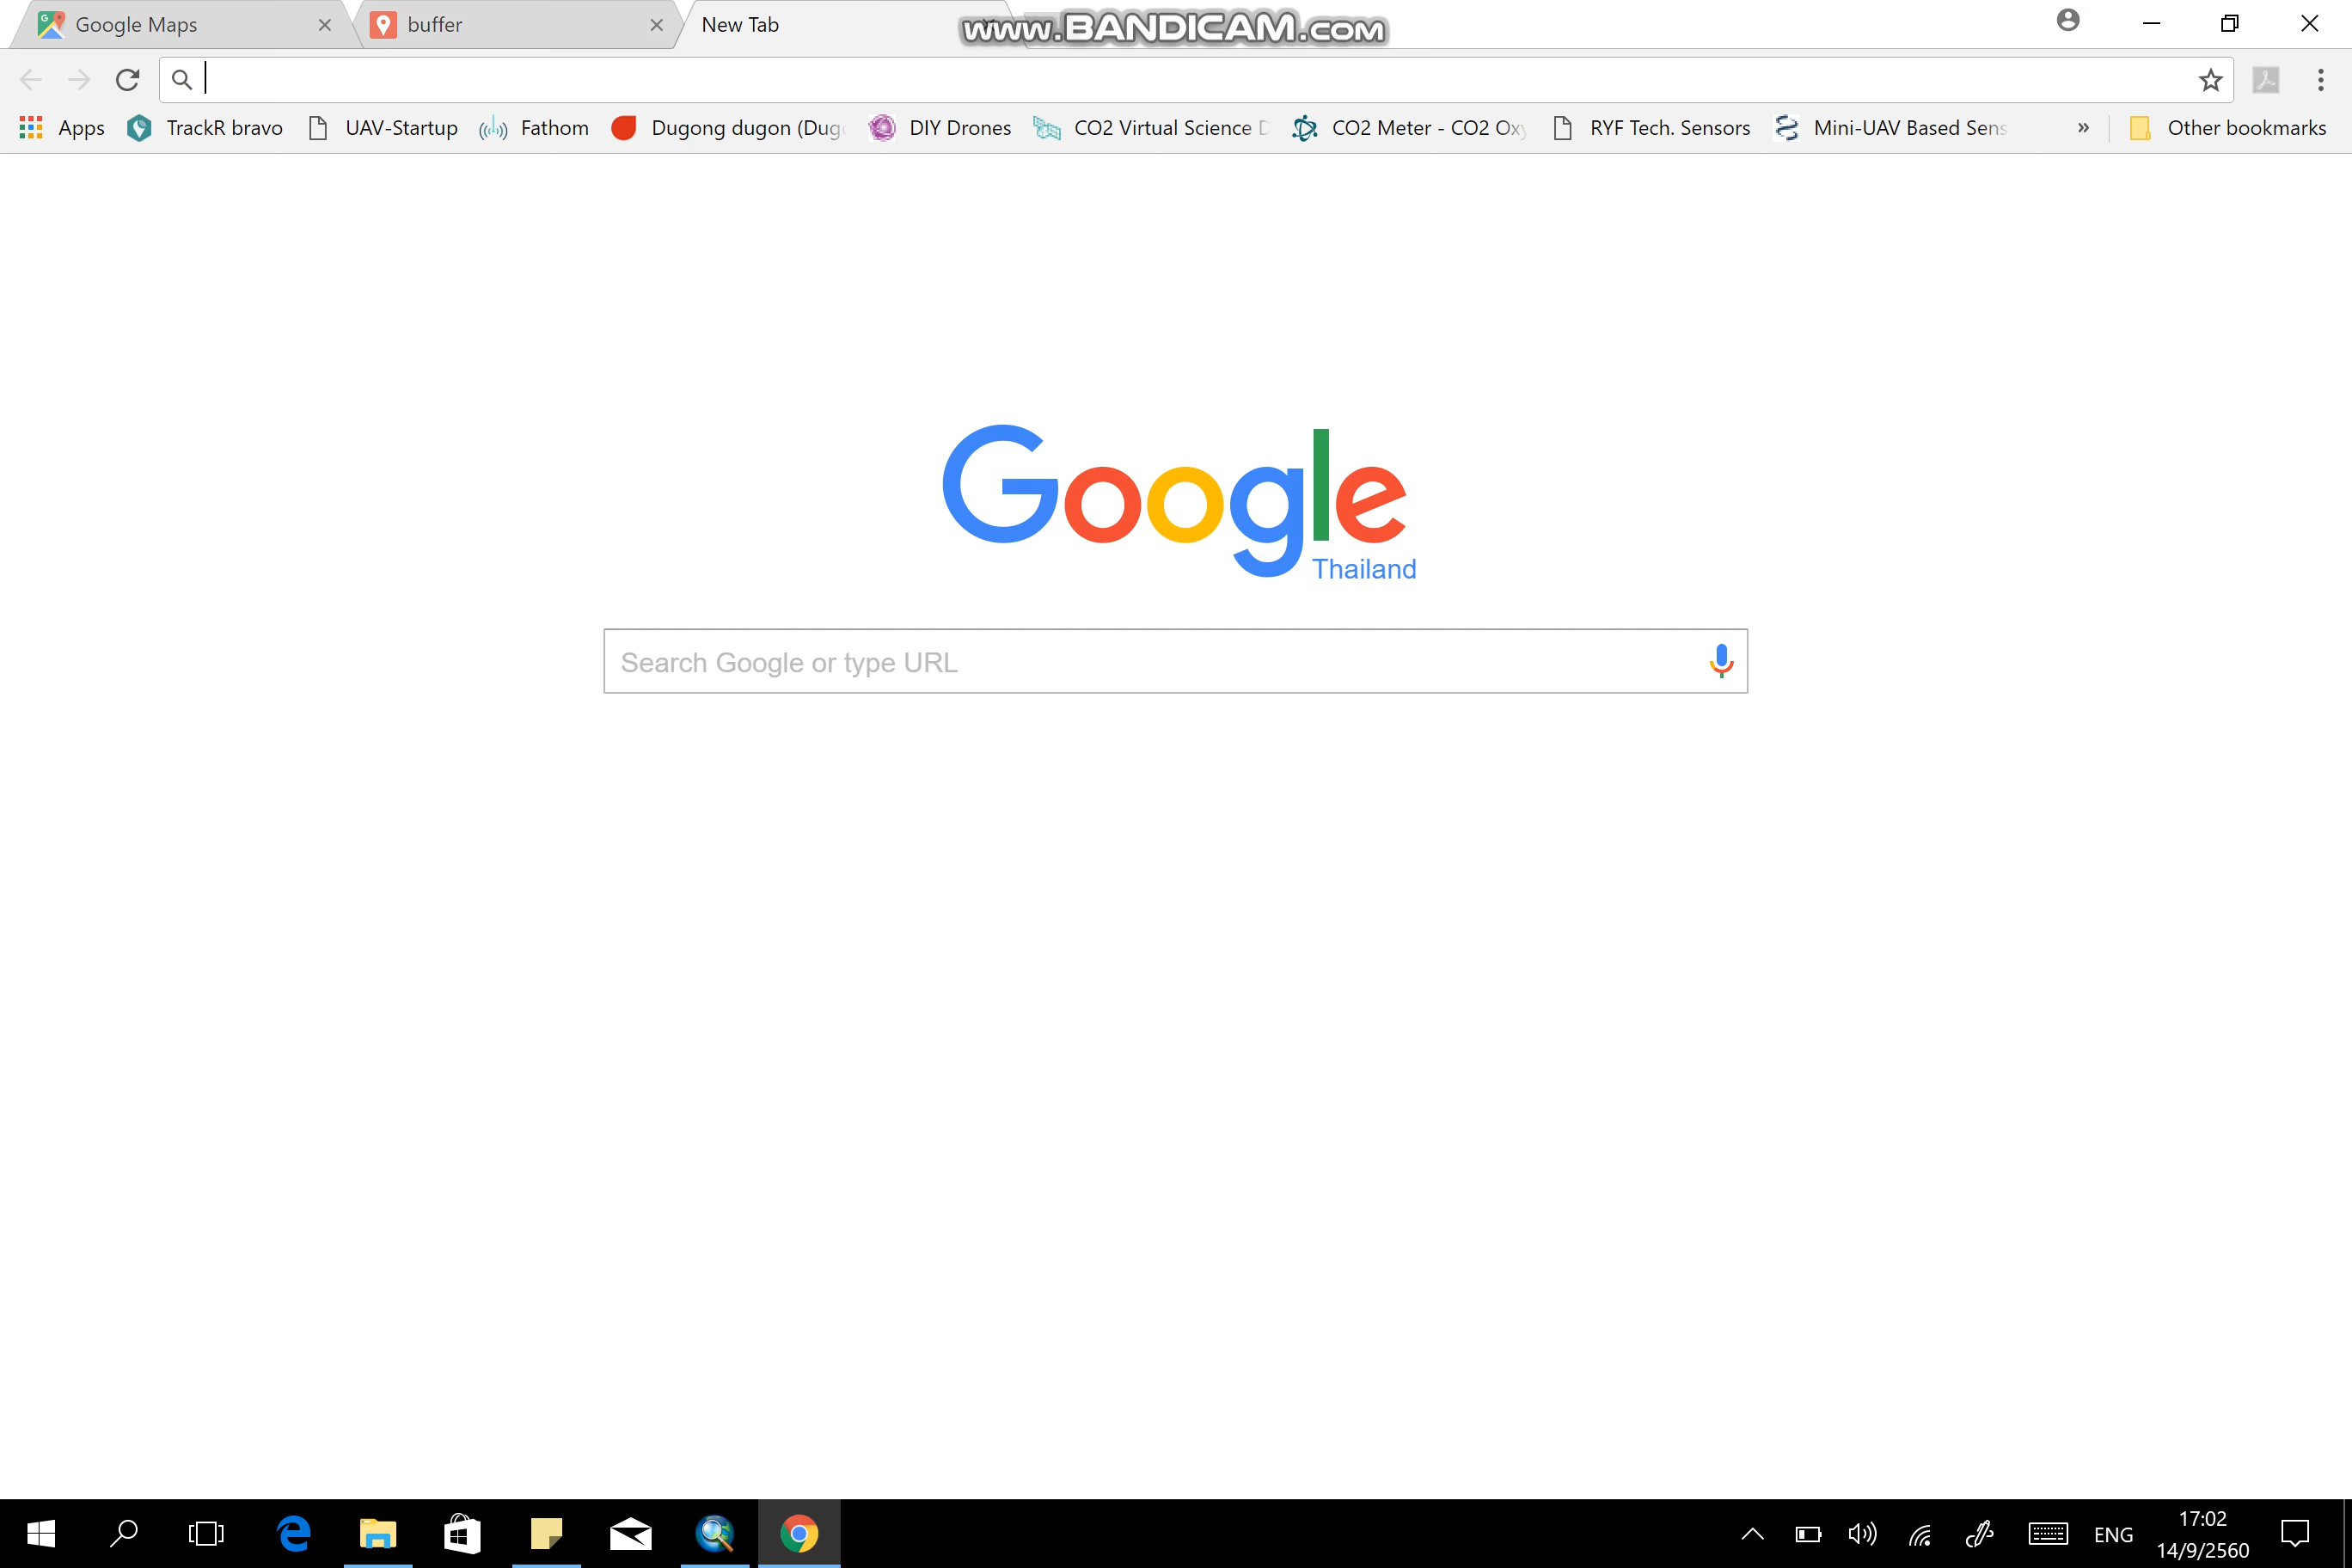 Google Maps
buffer
New Tab
www.BANDICAM.com
Apps
TrackR bravo
UAV-Startup
Fathom
Dugong dugon (Dug
DIY Drones
CO2 Virtual Science
CO2 Meter - CO2 Ox
RYF Tech. Sensors
Mini-UAV Based Sens
»
Other bookmarks
Google
Thailand
Search Google or type URL
ENG
17:02
14/9/2560